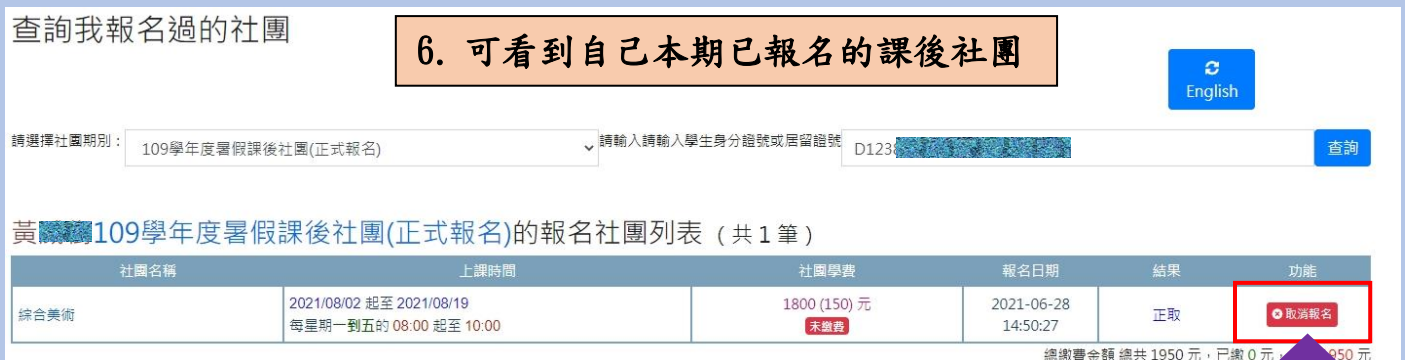 查詢我報名過的社團
6. 可看到自己本期已報名的課後社團
English
請選擇社團期別：
109學年度暑假課後社團(正式報名)
請輸入請輸入學生身分證號或居留證號
D123
查詢
黃 109學年度暑假課後社團(正式報名)的報名社團列表 ( 共 1 筆 )
社團名稱 上課時間 社團學費 報名日期 結果 功能
綜合美術
2021/08/02 起至 2021/08/19
每星期一到五的 08:00 起至 10:00
1800 (150) 元
未繳費
2021-06-28
14:50:27
正取
取消報名
總繳費金額 總共 1950 元，已繳 0 元， 950 元